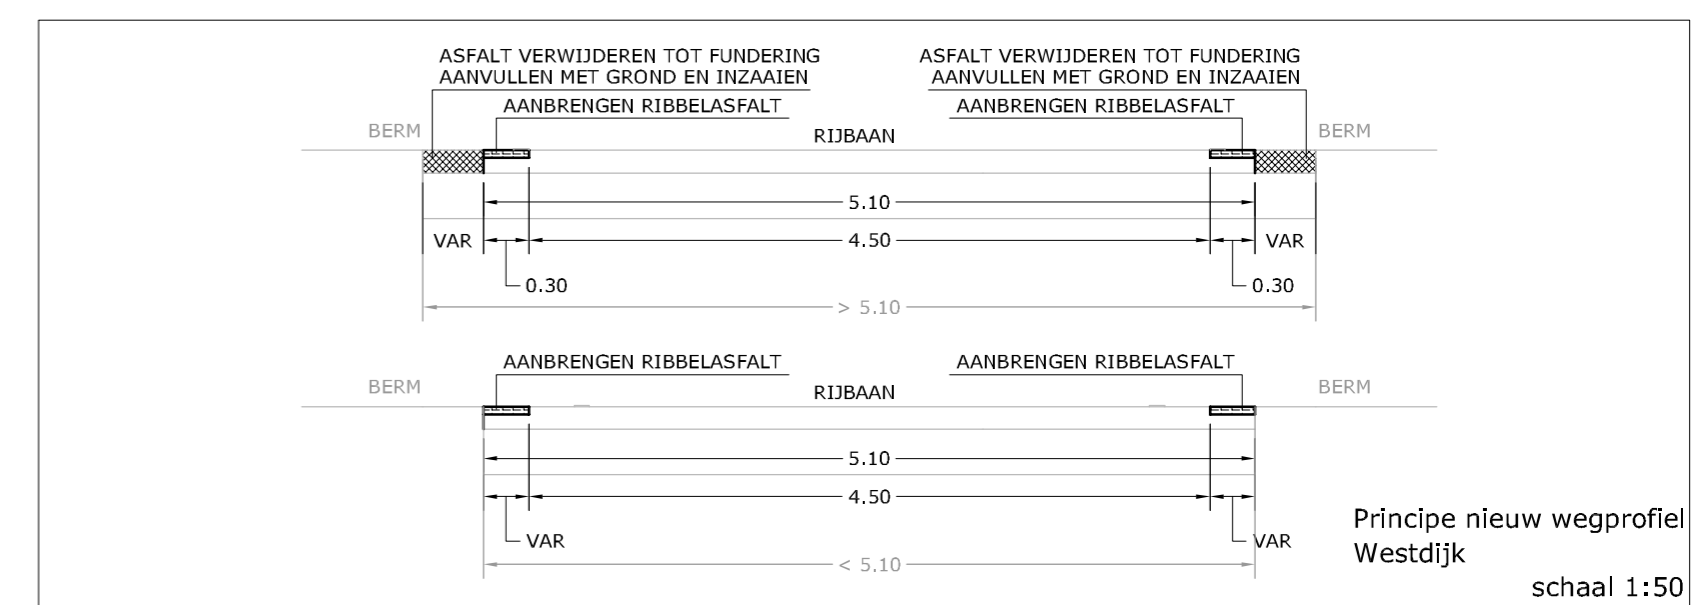 ASFALT VERWIJDEREN TOT FUNDERING
AANVULLEN MET GROND EN INZAAIEN
AANBRENGEN RIBBELASFALT
ASFALT VERWIJDEREN TOT FUNDERING
AANVULLEN MET GROND EN INZAAIEN
AANBRENGEN RIBBELASFALT
BERM
RIJBAAN
BERM
5.10
VAR
4.50
VAR
0.30
0.30
> 5.10
AANBRENGEN RIBBELASFALT
AANBRENGEN RIBBELASFALT
BERM
RIJBAAN
BERM
5.10
4.50
VAR
VAR
< 5.10
Principe nieuw wegprofiel
Westdijk
schaal 1:50